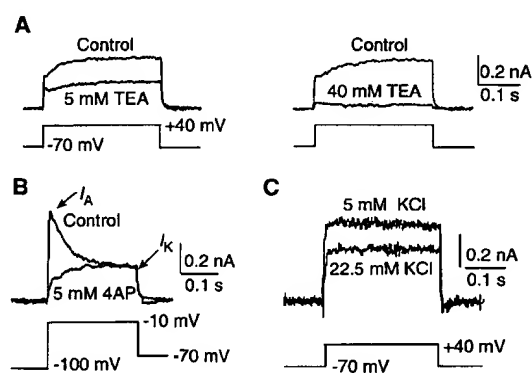 A
Control
5 mM TEA
+40 mV
-70 mV
Control
40 mM TEA
0.2 nA
0.1 s
B
IA
Control
IK
5 mM 4AP
0.2 nA
0.1 s
-10 mV
-100 mV
-70 mV
C
5 mM KCl
22.5 mM KCl
0.2 nA
0.1 s
+40 mV
-70 mV